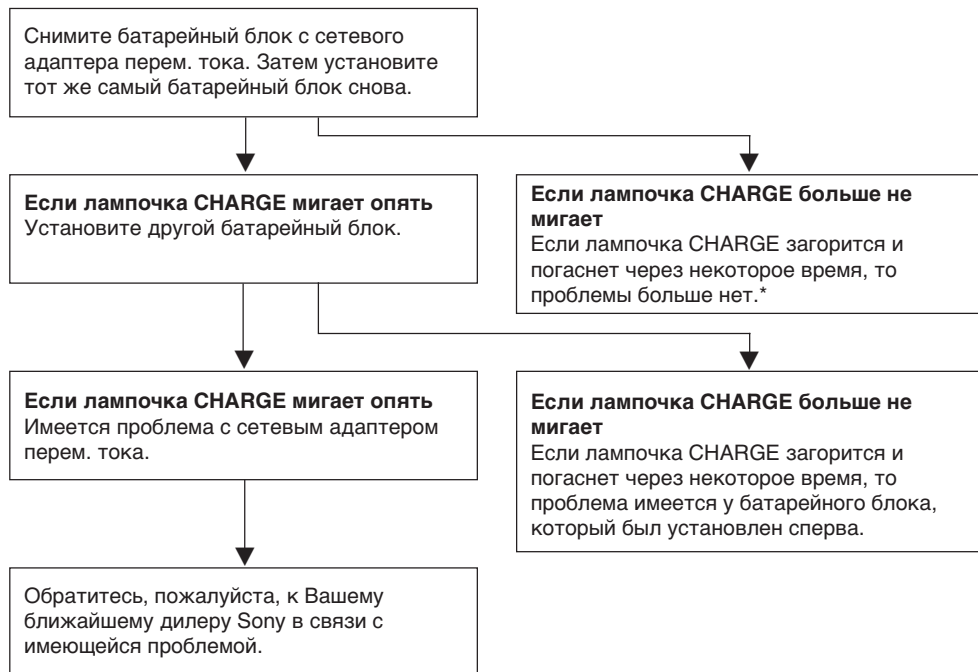 Снимите батарейный блок с сетевого
адаптера перем. тока. Затем установите
тот же самый батарейный блок снова.
Если лампочка CHARGE мигает опять
Установите другой батарейный блок.
Если лампочка CHARGE больше не
мигает
Если лампочка CHARGE загорится и
погаснет через некоторое время, то
проблемы больше нет.*
Если лампочка CHARGE мигает опять
Имеется проблема с сетевым адаптером
перем. тока.
Если лампочка CHARGE больше не
мигает
Если лампочка CHARGE загорится и
погаснет через некоторое время, то
проблема имеется у батарейного блока,
который был установлен сперва.
Обратитесь, пожалуйста, к Вашему
ближайшему дилеру Sony в связи с
имеющейся проблемой.